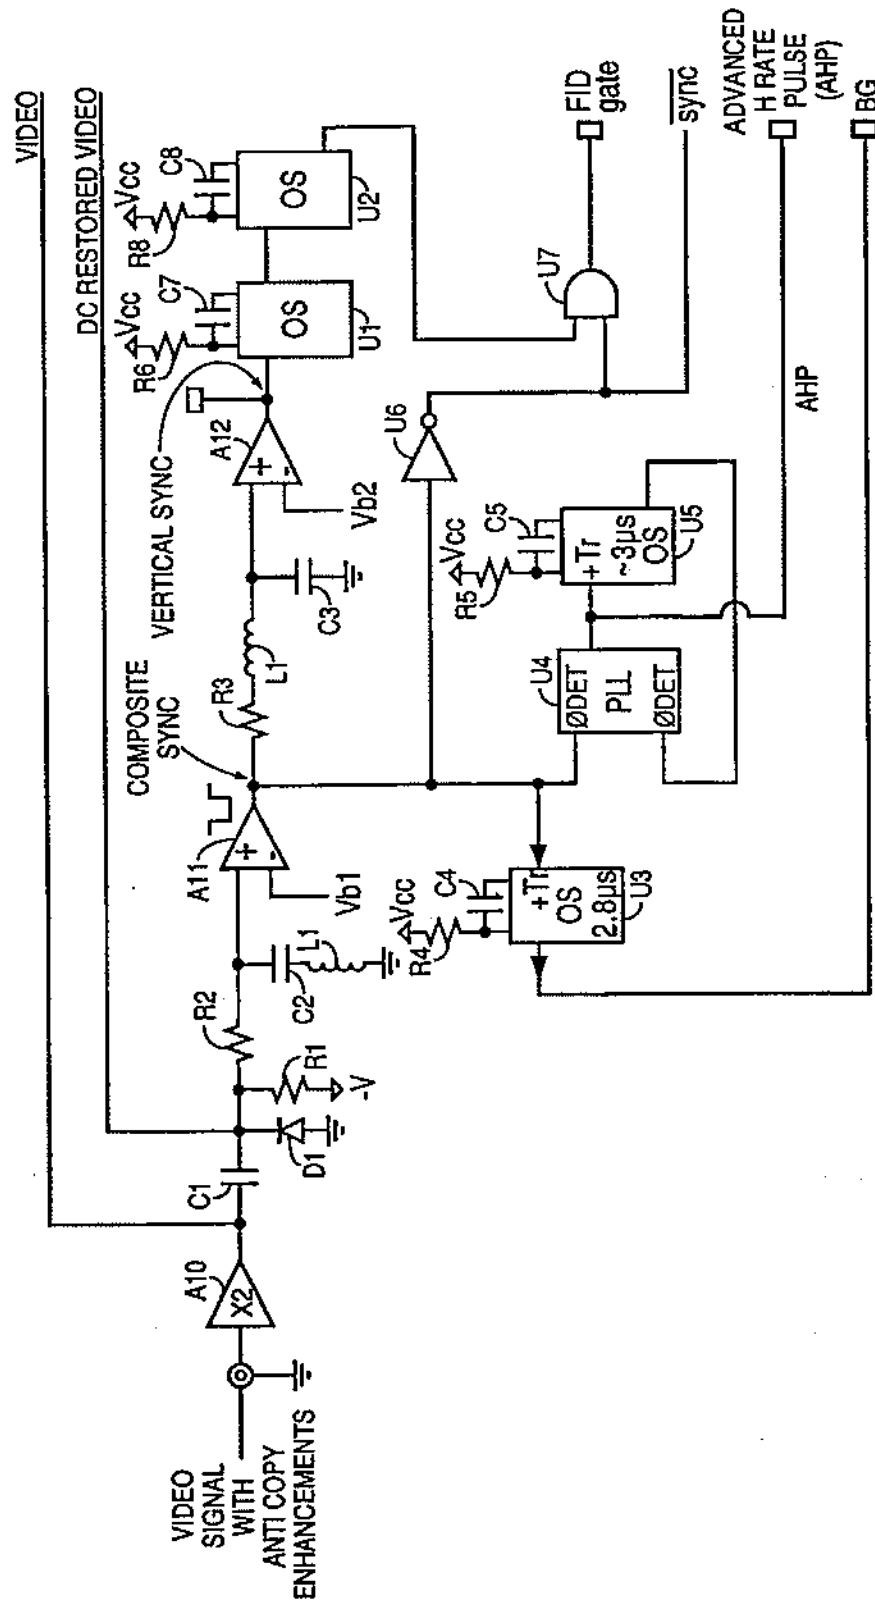 VIDEO
DC RESTORED VIDEO
VIDEO
SIGNAL
WITH
ANTI COPY
ENHANCEMENTS
A10
X2
C1
D1
R1
-V
R2
C2
L1
A11
+
-
Vb1
COMPOSITE
SYNC
R3
L1
C3
VERTICAL SYNC
A12
+
-
Vb2
Vcc
R6
C7
OS
U1
Vcc
R8
C8
OS
U2
U6
U7
FID
gate
sync
ADVANCED
H RATE
PULSE
(AHP)
AHP
BG
Vcc
R4
C4
+Tr
OS
2.8µs
U3
U4
ØDET
PLL
ØDET
Vcc
R5
C5
+Tr
~3µs
OS
U5